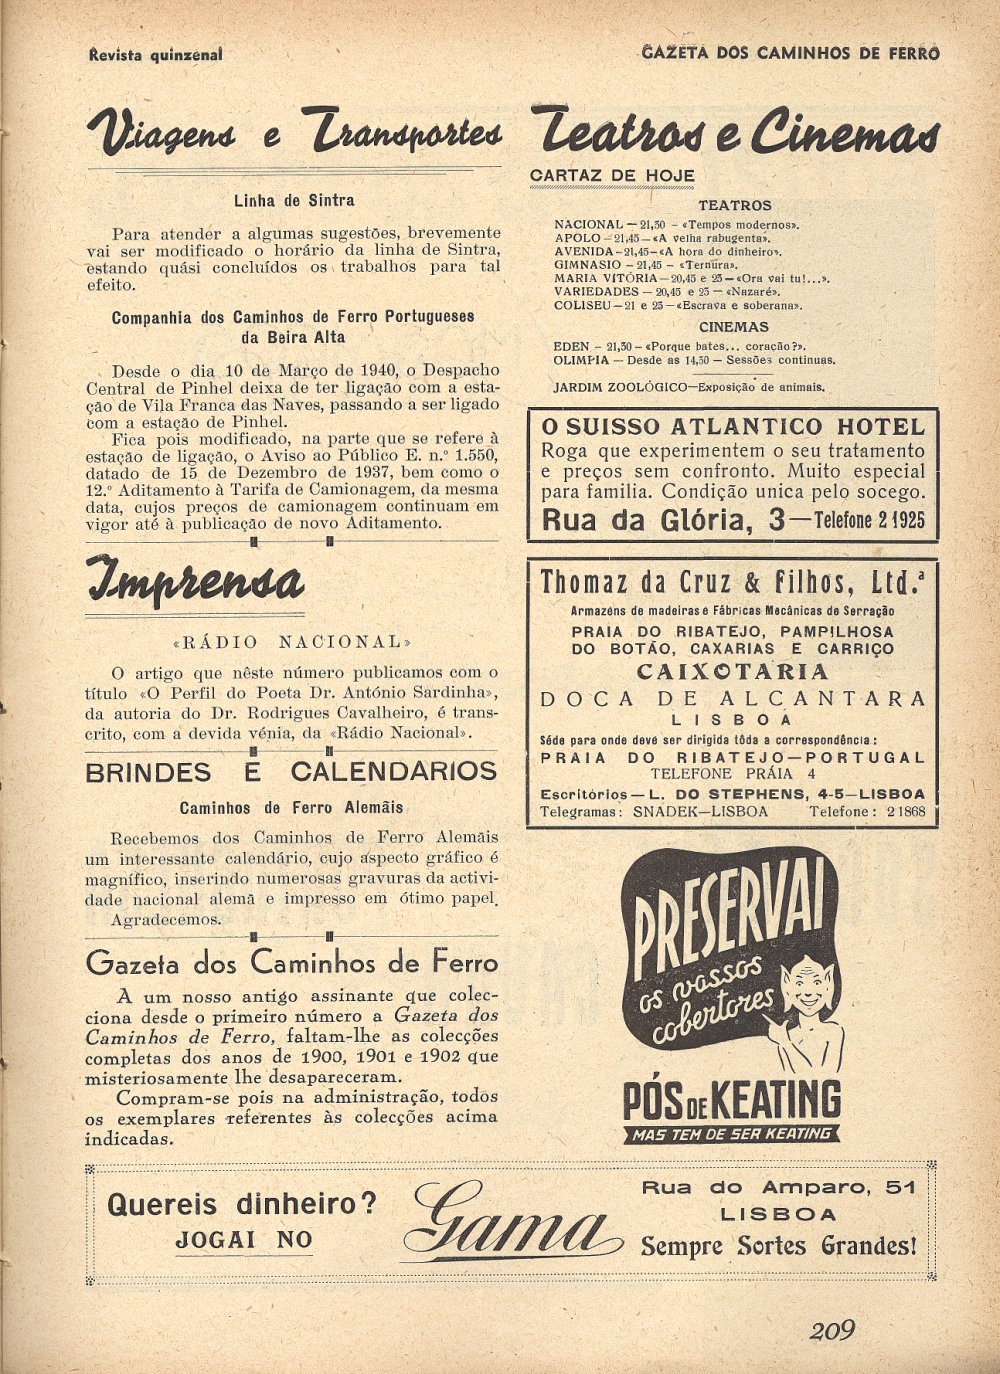 Revista quinzenal
GAZETA DOS CAMINHOS DE FERRO
Viagens e Transportes
Linha de Sintra
Para atender a algumas sugestões, brevemente
vai ser modificado o horário da linha de Sintra,
estando quási concluídos os trabalhos para tal
efeito.
Companhia dos Caminhos de Ferro Portugueses
da Beira Alta
Desde o dia 10 de Março de 1940, o Despacho
Central de Pinhel deixa de ter ligação com a esta-
ção de Vila Franca das Naves, passando a ser ligado
com a estação de Pinhel.
Fica pois modificado, na parte que se refere à
estação de ligação, o Aviso ao Público E. n.º 1.550,
datado de 15 de Dezembro de 1937, bem como o
12.º Aditamento à Tarifa de Camionagem, da mesma
data, cujos preços de camionagem continuam em
vigor até à publicação de novo Aditamento.
Imprensa
«RÁDIO NACIONAL»
O artigo que nêste número publicamos com o
título «O Perfil do Poeta Dr. António Sardinha»,
da autoria do Dr. Rodrigues Cavalheiro, é trans-
crito, com a devida vénia, da «Rádio Nacional».
BRINDES E CALENDARIOS
Caminhos de Ferro Alemãis
Recebemos dos Caminhos de Ferro Alemãis
um interessante calendário, cujo aspecto gráfico é
magnífico, inserindo numerosas gravuras da activi-
dade nacional alemã e impresso em ótimo papel.
Agradecemos.
Gazeta dos Caminhos de Ferro
A um nosso antigo assinante que colec-
ciona desde o primeiro número a Gazeta dos
Caminhos de Ferro, faltam-lhe as colecções
completas dos anos de 1900, 1901 e 1902 que
misteriosamente lhe desapareceram.
Compram-se pois na administração, todos
os exemplares referentes às colecções acima
indicadas.
Teatros e Cinemas
CARTAZ DE HOJE
TEATROS
NACIONAL — 21,30 - «Tempos modernos».
APOLO — 21,45 — «A velha rabugenta».
AVENIDA — 21,45 — «A hora do dinheiro».
GIMNASIO — 21,45 - «Ternura».
MARIA VITÓRIA — 20,45 e 23 — «Ora vai tu!...».
VARIEDADES — 20,45 e 23 — «Nazaré».
COLISEU — 21 e 23 — «Escrava e soberana».
CINEMAS
EDEN - 21,30 - «Porque bates... coração?».
OLIMPIA — Desde as 14,30 — Sessões continuas.
JARDIM ZOOLÓGICO — Exposição de animais.
O SUISSO ATLANTICO HOTEL
Roga que experimentem o seu tratamento
e preços sem confronto. Muito especial
para familia. Condição unica pelo socego.
Rua da Glória, 3 — Telefone 2 1925
Thomaz da Cruz & Filhos, Ltd.ª
Armazéns de madeiras e Fábricas Mecânicas de Serração
PRAIA DO RIBATEJO, PAMPILHOSA
DO BOTÃO, CAXARIAS E CARRIÇO
CAIXOTARIA
DOCA DE ALCANTARA
LISBOA
Séde para onde deve ser dirigida tôda a correspondência:
PRAIA DO RIBATEJO — PORTUGAL
TELEFONE PRÁIA 4
Escritórios — L. DO STEPHENS, 4-5 — LISBOA
Telegramas: SNADEK — LISBOA Telefone: 2 1868
PRESERVAI
os vossos
cobertores
PÓS DE KEATING
MAS TEM DE SER KEATING
Quereis dinheiro?
JOGAI NO
Gama
Rua do Amparo, 51
LISBOA
Sempre Sortes Grandes!
209